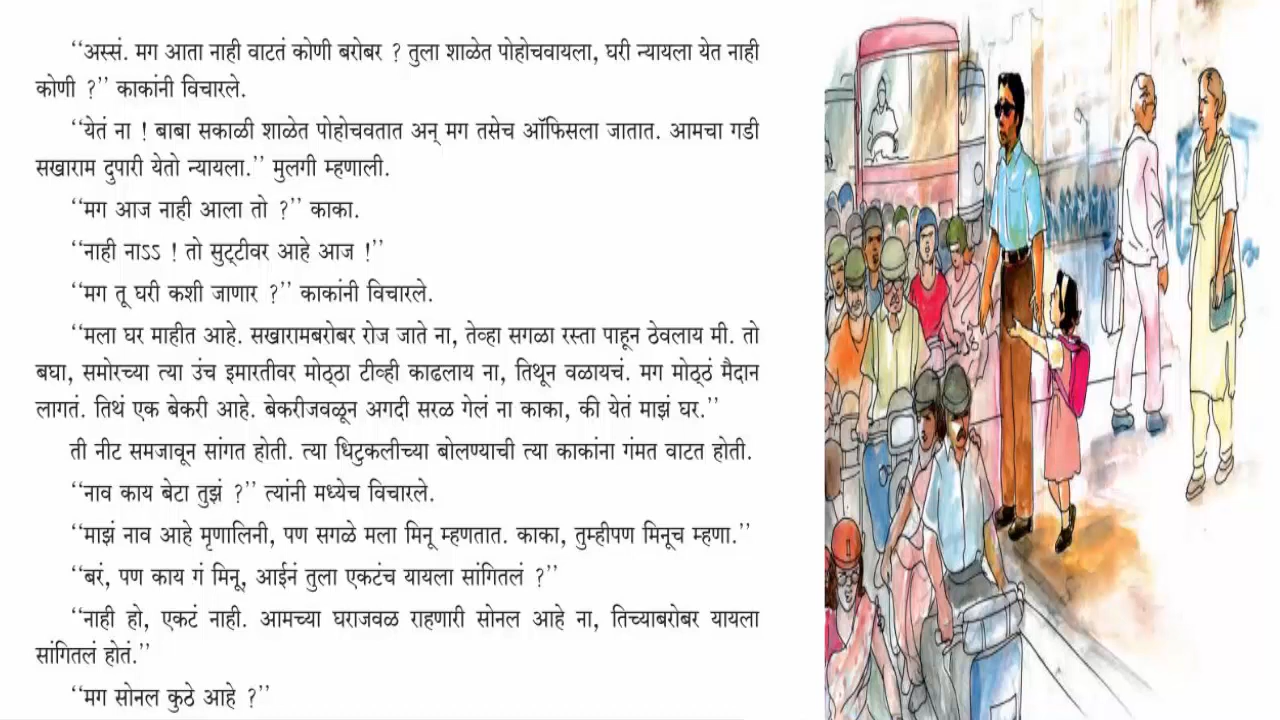 “अस्सं. मग आता नाही वाटतं कोणी बरोबर ? तुला शाळेत पोहोचवायला, घरी न्यायला येत नाही
कोणी ?” काकांनी विचारले.
“येतं ना ! बाबा सकाळी शाळेत पोहोचवतात अन् मग तसेच ऑफिसला जातात. आमचा गडी
सखाराम दुपारी येतो न्यायला.” मुलगी म्हणाली.
“मग आज नाही आला तो ?” काका.
“नाही नाऽऽ ! तो सुट्टीवर आहे आज !”
“मग तू घरी कशी जाणार ?” काकांनी विचारले.
“मला घर माहीत आहे. सखारामबरोबर रोज जाते ना, तेव्हा सगळा रस्ता पाहून ठेवलाय मी. तो
बघा, समोरच्या त्या उंच इमारतीवर मोठ्ठा टीव्ही काढलाय ना, तिथून वळायचं. मग मोठ्ठं मैदान
लागतं. तिथं एक बेकरी आहे. बेकरीजवळून अगदी सरळ गेलं ना काका, की येतं माझं घर.”
ती नीट समजावून सांगत होती. त्या धिटुकलीच्या बोलण्याची त्या काकांना गंमत वाटत होती.
“नाव काय बेटा तुझं ?” त्यांनी मध्येच विचारले.
“माझं नाव आहे मृणालिनी, पण सगळे मला मिनू म्हणतात. काका, तुम्हीपण मिनूच म्हणा.”
“बरं, पण काय गं मिनू, आईनं तुला एकटंच यायला सांगितलं ?”
“नाही हो, एकटं नाही. आमच्या घराजवळ राहणारी सोनल आहे ना, तिच्याबरोबर यायला
सांगितलं होतं.”
“मग सोनल कुठे आहे ?”